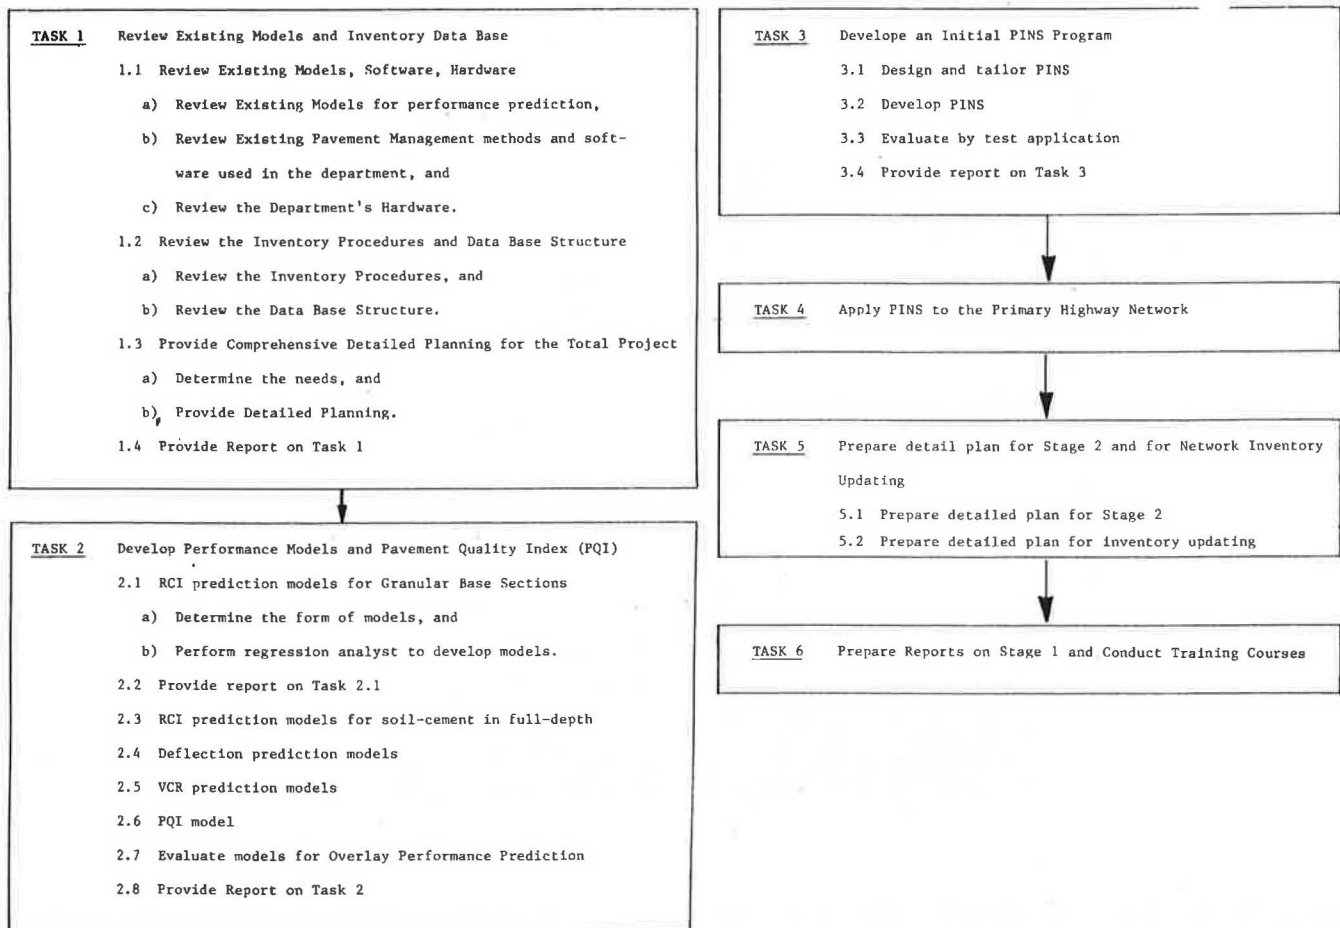 TASK 1 Review Existing Models and Inventory Data Base
1.1 Review Existing Models, Software, Hardware
a) Review Existing Models for performance prediction,
b) Review Existing Pavement Management methods and soft-
ware used in the department, and
c) Review the Department's Hardware.
1.2 Review the Inventory Procedures and Data Base Structure
a) Review the Inventory Procedures, and
b) Review the Data Base Structure.
1.3 Provide Comprehensive Detailed Planning for the Total Project
a) Determine the needs, and
b) Provide Detailed Planning.
1.4 Provide Report on Task 1
TASK 2 Develop Performance Models and Pavement Quality Index (PQI)
2.1 RCI prediction models for Granular Base Sections
a) Determine the form of models, and
b) Perform regression analyst to develop models.
2.2 Provide report on Task 2.1
2.3 RCI prediction models for soil-cement in full-depth
2.4 Deflection prediction models
2.5 VCR prediction models
2.6 PQI model
2.7 Evaluate models for Overlay Performance Prediction
2.8 Provide Report on Task 2
TASK 3 Develope an Initial PINS Program
3.1 Design and tailor PINS
3.2 Develop PINS
3.3 Evaluate by test application
3.4 Provide report on Task 3
TASK 4 Apply PINS to the Primary Highway Network
TASK 5 Prepare detail plan for Stage 2 and for Network Inventory
Updating
5.1 Prepare detailed plan for Stage 2
5.2 Prepare detailed plan for inventory updating
TASK 6 Prepare Reports on Stage 1 and Conduct Training Courses